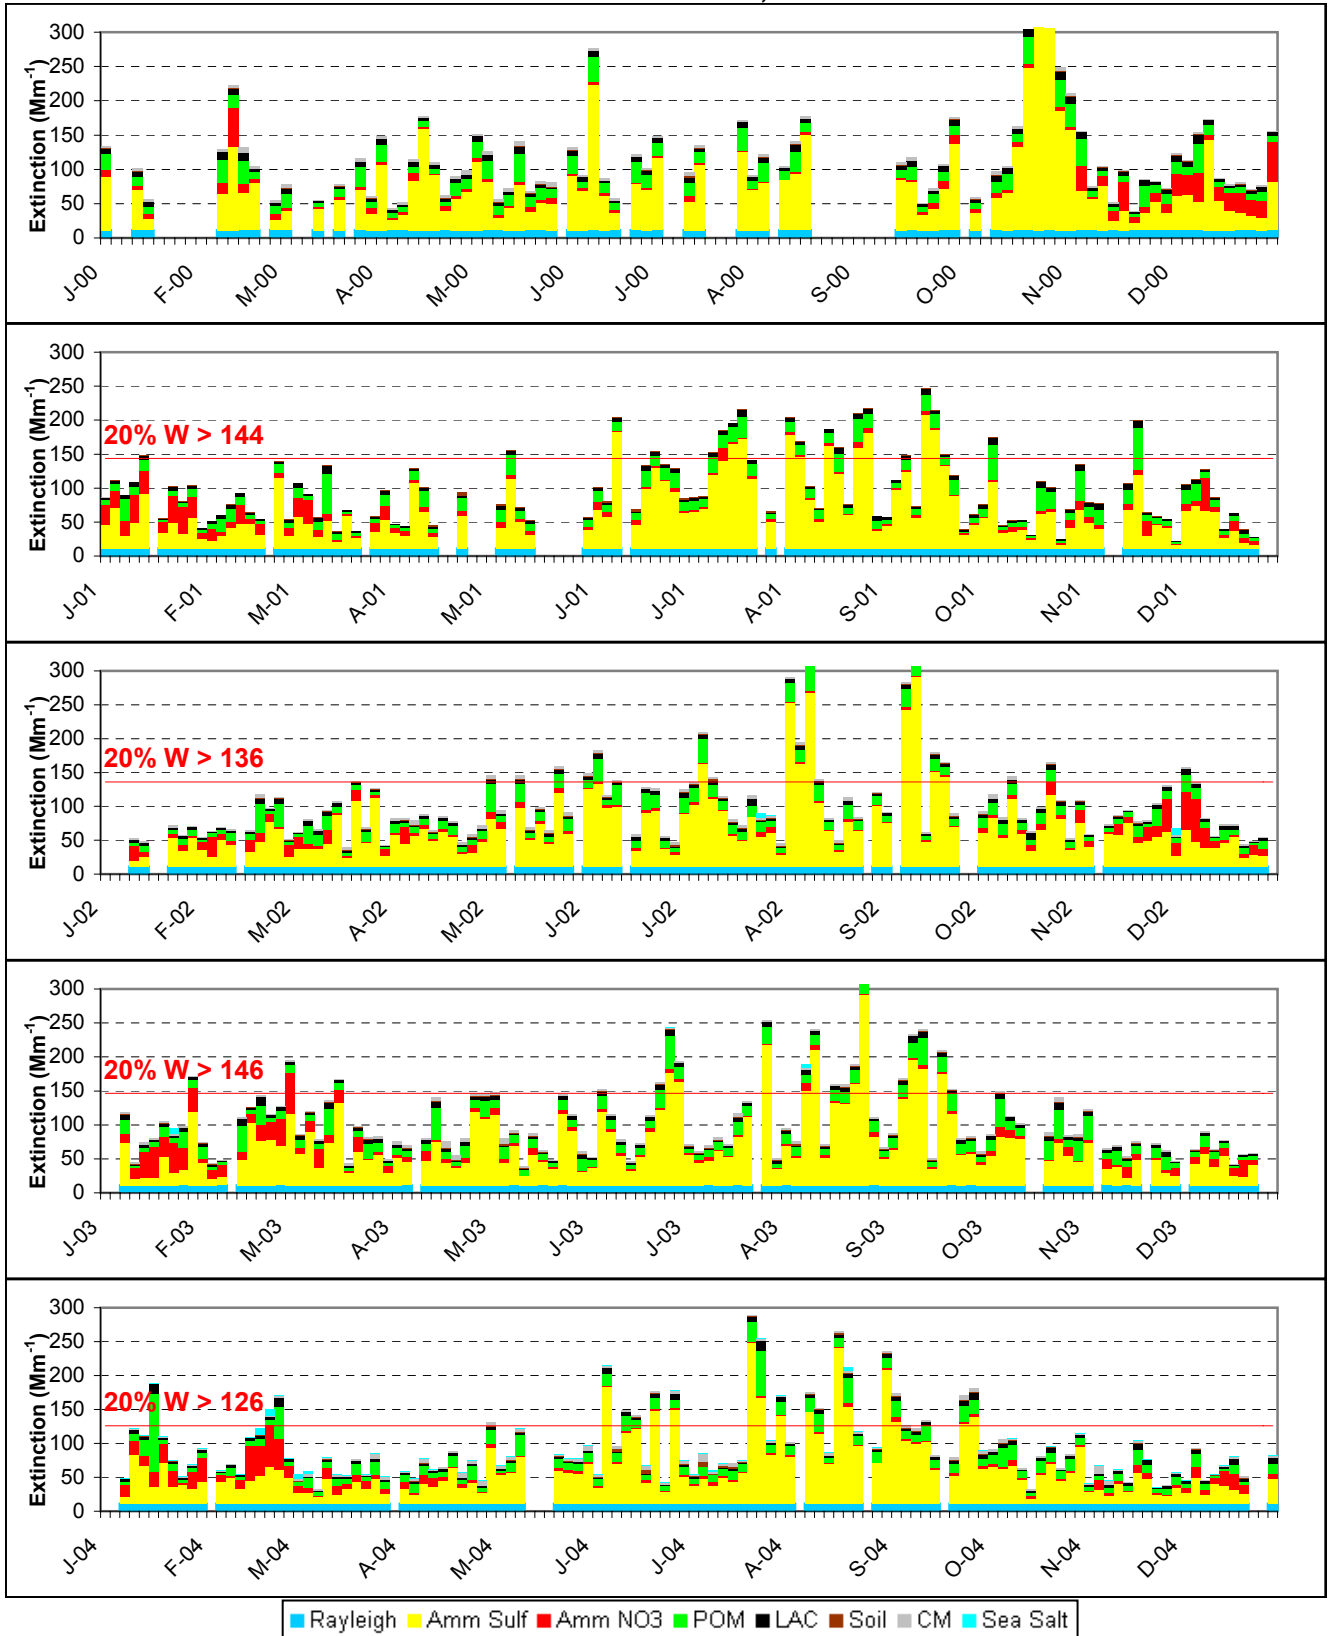 Extinction (Mm⁻¹)
300
250
200
150
100
50
0
J-00 F-00 M-00 A-00 M-00 J-00 J-00 A-00 S-00 O-00 N-00 D-00
Extinction (Mm⁻¹)
300
250
200
150
100
50
0
20% W > 144
J-01 F-01 M-01 A-01 M-01 J-01 J-01 A-01 S-01 O-01 N-01 D-01
Extinction (Mm⁻¹)
300
250
200
150
100
50
0
20% W > 136
J-02 F-02 M-02 A-02 M-02 J-02 J-02 A-02 S-02 O-02 N-02 D-02
Extinction (Mm⁻¹)
300
250
200
150
100
50
0
20% W > 146
J-03 F-03 M-03 A-03 M-03 J-03 J-03 A-03 S-03 O-03 N-03 D-03
Extinction (Mm⁻¹)
300
250
200
150
100
50
0
20% W > 126
J-04 F-04 M-04 A-04 M-04 J-04 J-04 A-04 S-04 O-04 N-04 D-04
Rayleigh Amm Sulf Amm NO3 POM LAC Soil CM Sea Salt